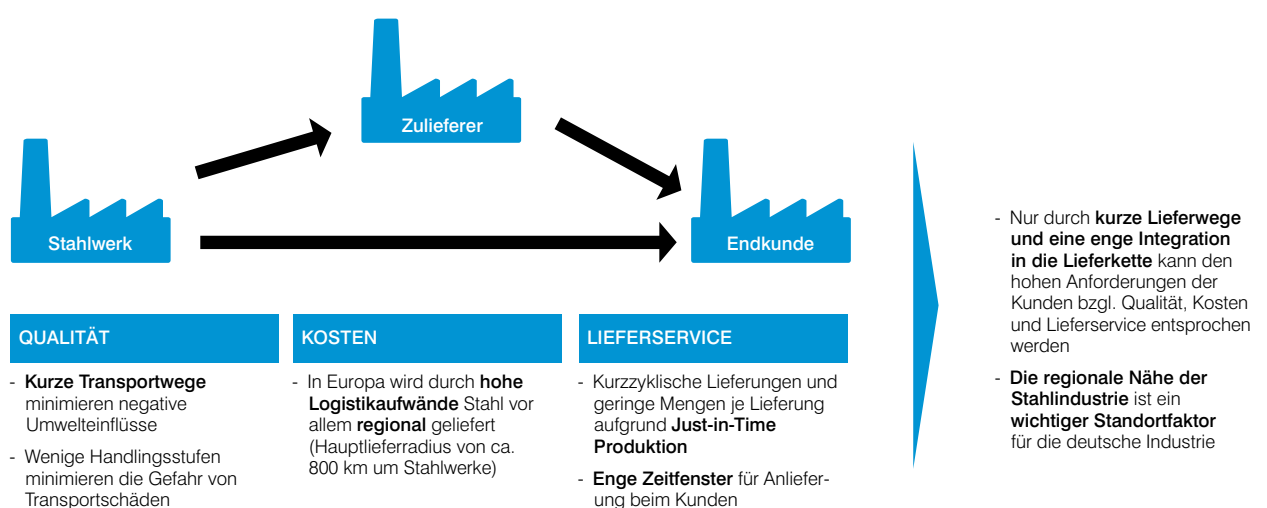 Zulieferer
Stahlwerk
Endkunde
QUALITÄT
- Kurze Transportwege
minimieren negative
Umwelteinflüsse
- Wenige Handlingsstufen
minimieren die Gefahr von
Transportschäden
KOSTEN
- In Europa wird durch hohe
Logistikaufwände Stahl vor
allem regional geliefert
(Hauptlieferradius von ca.
800 km um Stahlwerke)
LIEFERSERVICE
- Kurzzyklische Lieferungen und
geringe Mengen je Lieferung
aufgrund Just-in-Time
Produktion
- Enge Zeitfenster für Anliefer-
ung beim Kunden
- Nur durch kurze Lieferwege
und eine enge Integration
in die Lieferkette kann den
hohen Anforderungen der
Kunden bzgl. Qualität, Kosten
und Lieferservice entsprochen
werden
- Die regionale Nähe der
Stahlindustrie ist ein
wichtiger Standortfaktor
für die deutsche Industrie